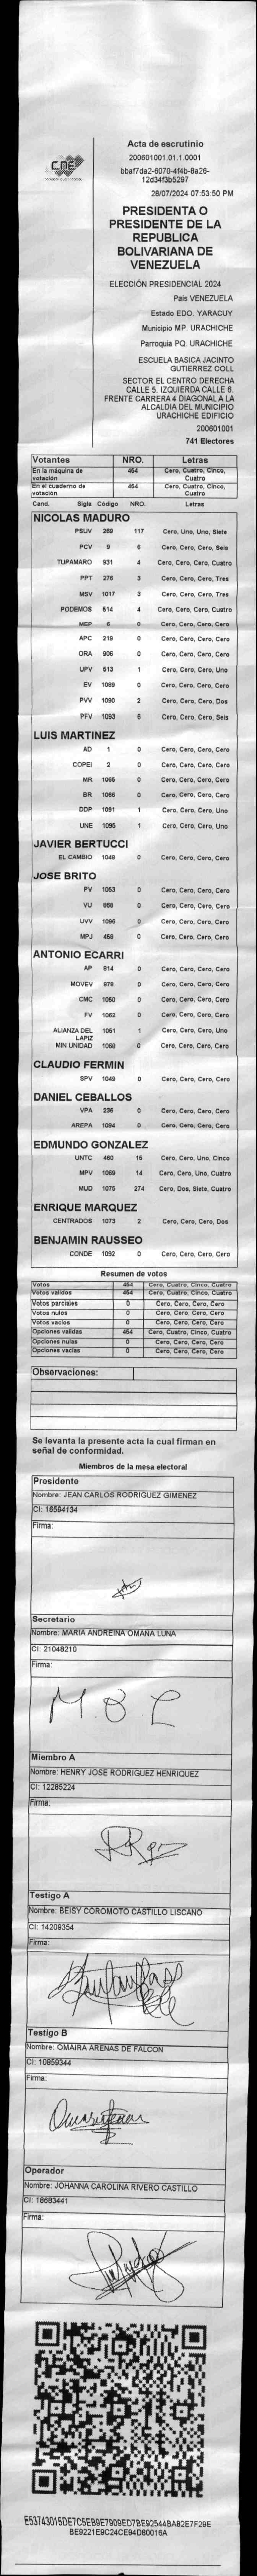 CNE
Acta de escrutinio
200601001.01.1.0001
bbaf7da2-6070-4f4b-8a26-
12d34f3b5297
28/07/2024 07:53:50 PM
PRESIDENTA O
PRESIDENTE DE LA
REPUBLICA
BOLIVARIANA DE
VENEZUELA
ELECCIÓN PRESIDENCIAL 2024
País VENEZUELA
Estado EDO. YARACUY
Municipio MP. URACHICHE
Parroquia PQ. URACHICHE
ESCUELA BASICA JACINTO
GUTIERREZ COLL
SECTOR EL CENTRO DERECHA
CALLE 5. IZQUIERDA CALLE 6.
FRENTE CARRERA 4 DIAGONAL A LA
ALCALDIA DEL MUNICIPIO
URACHICHE EDIFICIO
200601001
741 Electores
Votantes NRO. Letras
En la máquina de votación 454 Cero, Cuatro, Cinco, Cuatro
En el cuaderno de votación 454 Cero, Cuatro, Cinco, Cuatro
Cand. Sigla Código NRO. Letras
NICOLAS MADURO
PSUV 269 117 Cero, Uno, Uno, Siete
PCV 9 6 Cero, Cero, Cero, Seis
TUPAMARO 931 4 Cero, Cero, Cero, Cuatro
PPT 276 3 Cero, Cero, Cero, Tres
MSV 1017 3 Cero, Cero, Cero, Tres
PODEMOS 514 4 Cero, Cero, Cero, Cuatro
MEP 6 0 Cero, Cero, Cero, Cero
APC 219 0 Cero, Cero, Cero, Cero
ORA 906 0 Cero, Cero, Cero, Cero
UPV 613 1 Cero, Cero, Cero, Uno
EV 1089 0 Cero, Cero, Cero, Cero
PVV 1090 2 Cero, Cero, Cero, Dos
PFV 1093 6 Cero, Cero, Cero, Seis
LUIS MARTINEZ
AD 1 0 Cero, Cero, Cero, Cero
COPEI 2 0 Cero, Cero, Cero, Cero
MR 1065 0 Cero, Cero, Cero, Cero
BR 1066 0 Cero, Cero, Cero, Cero
DDP 1091 1 Cero, Cero, Cero, Uno
UNE 1095 1 Cero, Cero, Cero, Uno
JAVIER BERTUCCI
EL CAMBIO 1048 0 Cero, Cero, Cero, Cero
JOSE BRITO
PV 1053 0 Cero, Cero, Cero, Cero
VU 868 0 Cero, Cero, Cero, Cero
UVV 1096 0 Cero, Cero, Cero, Cero
MPJ 458 0 Cero, Cero, Cero, Cero
ANTONIO ECARRI
AP 914 0 Cero, Cero, Cero, Cero
MOVEV 978 0 Cero, Cero, Cero, Cero
CMC 1050 0 Cero, Cero, Cero, Cero
FV 1052 0 Cero, Cero, Cero, Cero
ALIANZA DEL LAPIZ 1051 1 Cero, Cero, Cero, Uno
MIN UNIDAD 1068 0 Cero, Cero, Cero, Cero
CLAUDIO FERMIN
SPV 1049 0 Cero, Cero, Cero, Cero
DANIEL CEBALLOS
VPA 236 0 Cero, Cero, Cero, Cero
AREPA 1094 0 Cero, Cero, Cero, Cero
EDMUNDO GONZALEZ
UNTC 460 15 Cero, Cero, Uno, Cinco
MPV 1069 14 Cero, Cero, Uno, Cuatro
MUD 1075 274 Cero, Dos, Siete, Cuatro
ENRIQUE MARQUEZ
CENTRADOS 1073 2 Cero, Cero, Cero, Dos
BENJAMIN RAUSSEO
CONDE 1092 0 Cero, Cero, Cero, Cero
Resumen de votos
Votos 454 Cero, Cuatro, Cinco, Cuatro
Votos validos 454 Cero, Cuatro, Cinco, Cuatro
Votos parciales 0 Cero, Cero, Cero, Cero
Votos nulos 0 Cero, Cero, Cero, Cero
Votos vacios 0 Cero, Cero, Cero, Cero
Opciones validas 454 Cero, Cuatro, Cinco, Cuatro
Opciones nulas 0 Cero, Cero, Cero, Cero
Opciones vacias 0 Cero, Cero, Cero, Cero
Observaciones:
Se levanta la presente acta la cual firman en
señal de conformidad.
Miembros de la mesa electoral
Presidente
Nombre: JEAN CARLOS RODRIGUEZ GIMENEZ
CI: 16594134
Firma:
Secretario
Nombre: MARIA ANDREINA OMAÑA LUNA
CI: 21048210
Firma:
Miembro A
Nombre: HENRY JOSE RODRIGUEZ HENRIQUEZ
CI: 12285224
Firma:
Testigo A
Nombre: BEISY COROMOTO CASTILLO LISCANO
CI: 14209354
Firma:
Testigo B
Nombre: OMAIRA ARENAS DE FALCON
CI: 10859344
Firma:
Operador
Nombre: JOHANNA CAROLINA RIVERO CASTILLO
CI: 18683441
Firma:
E53743015DE7C5EB9E7909ED7BE92544BA82E7F29E
BE9221E9C24CE94D80016A